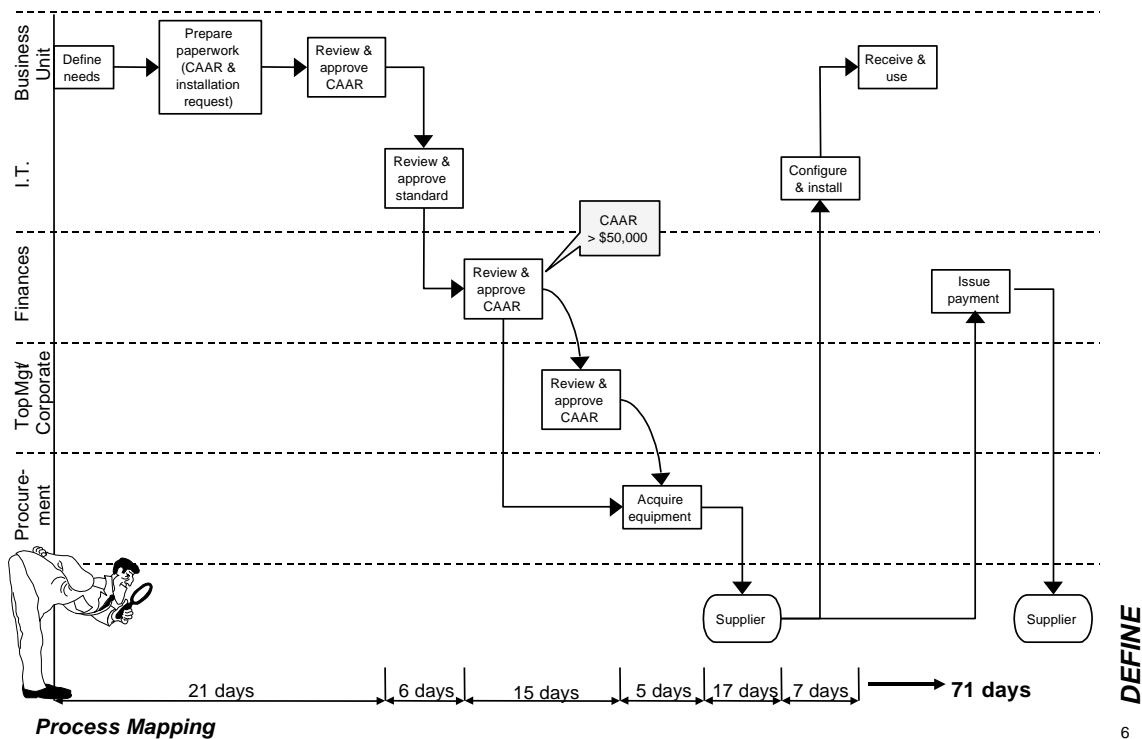 Business
Unit
Define
needs
Prepare
paperwork
(CAAR &
installation
request)
Review &
approve
CAAR
Receive &
use
I.T.
Review &
approve
standard
Configure
& install
CAAR
> $50,000
Finances
Review &
approve
CAAR
Issue
payment
TopMgt/
Corporate
Review &
approve
CAAR
Procure-
ment
Acquire
equipment
Supplier
Supplier
21 days
6 days
15 days
5 days
17 days
7 days
71 days
DEFINE
Process Mapping
6